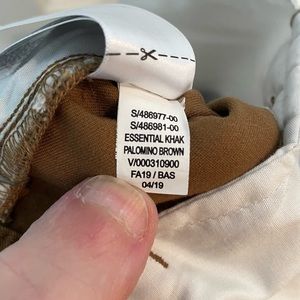 S/486977-00
S/486981-00
ESSENTIAL KHAK
PALOMINO BROWN
V/000310900
FA19 / BAS
04/19